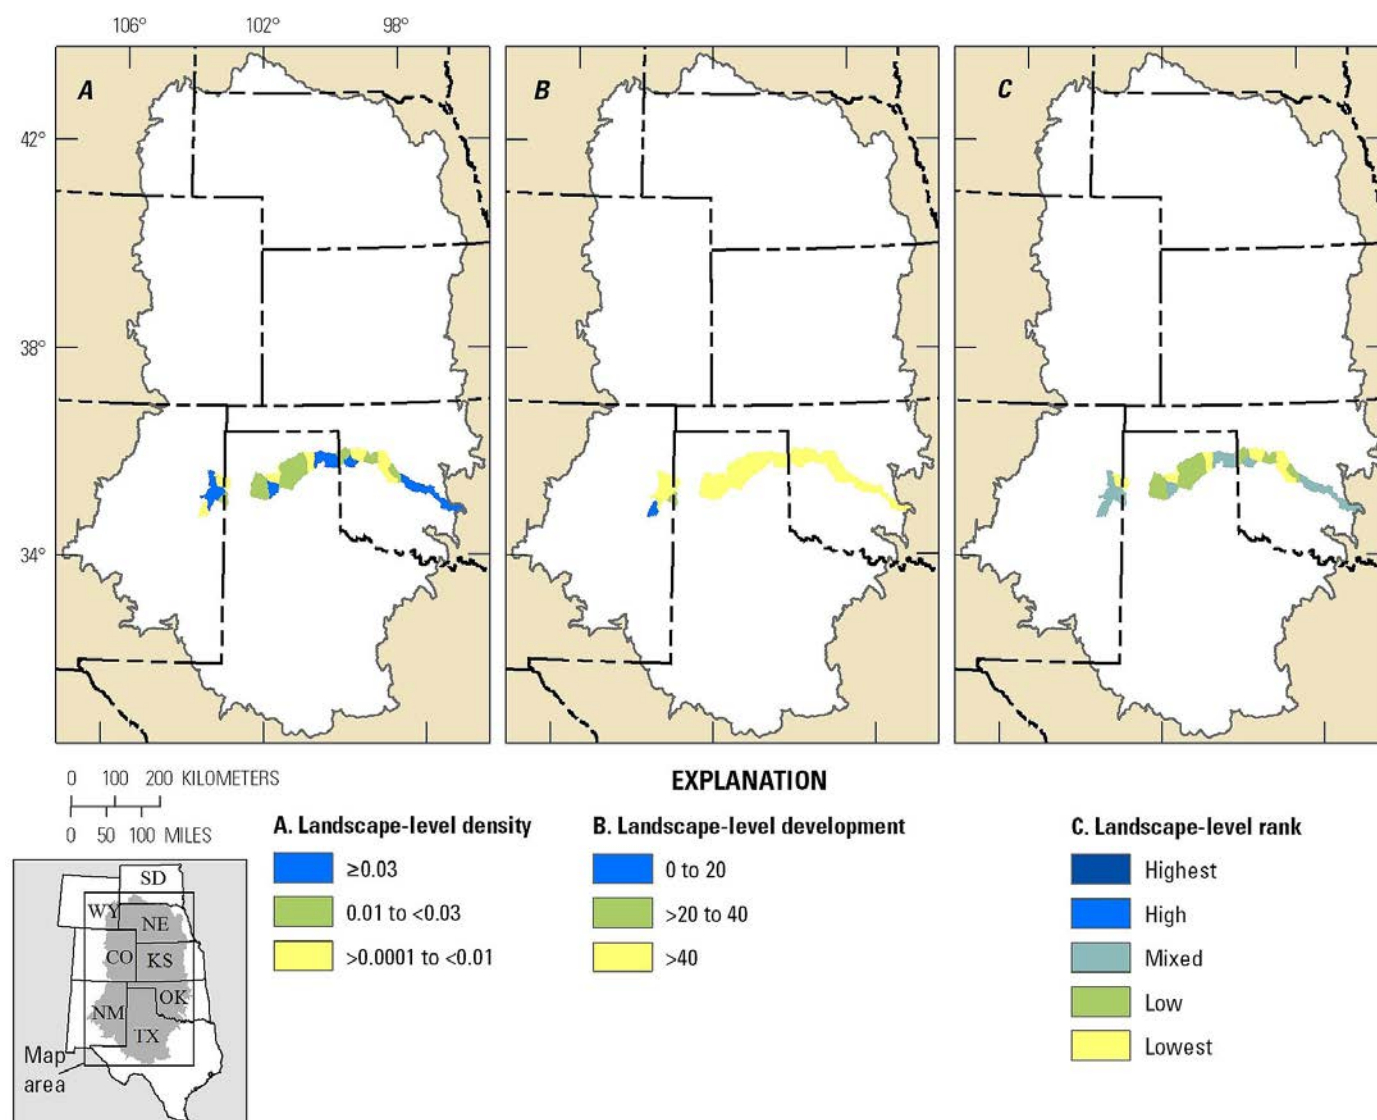 106° 102° 98°
A B C
42°
38°
34°
0 100 200 KILOMETERS
0 50 100 MILES
EXPLANATION
A. Landscape-level density
≥0.03
0.01 to <0.03
>0.0001 to <0.01
B. Landscape-level development
0 to 20
>20 to 40
>40
C. Landscape-level rank
Highest
High
Mixed
Low
Lowest
SD
WY
NE
CO KS
OK
NM
TX
Map
area